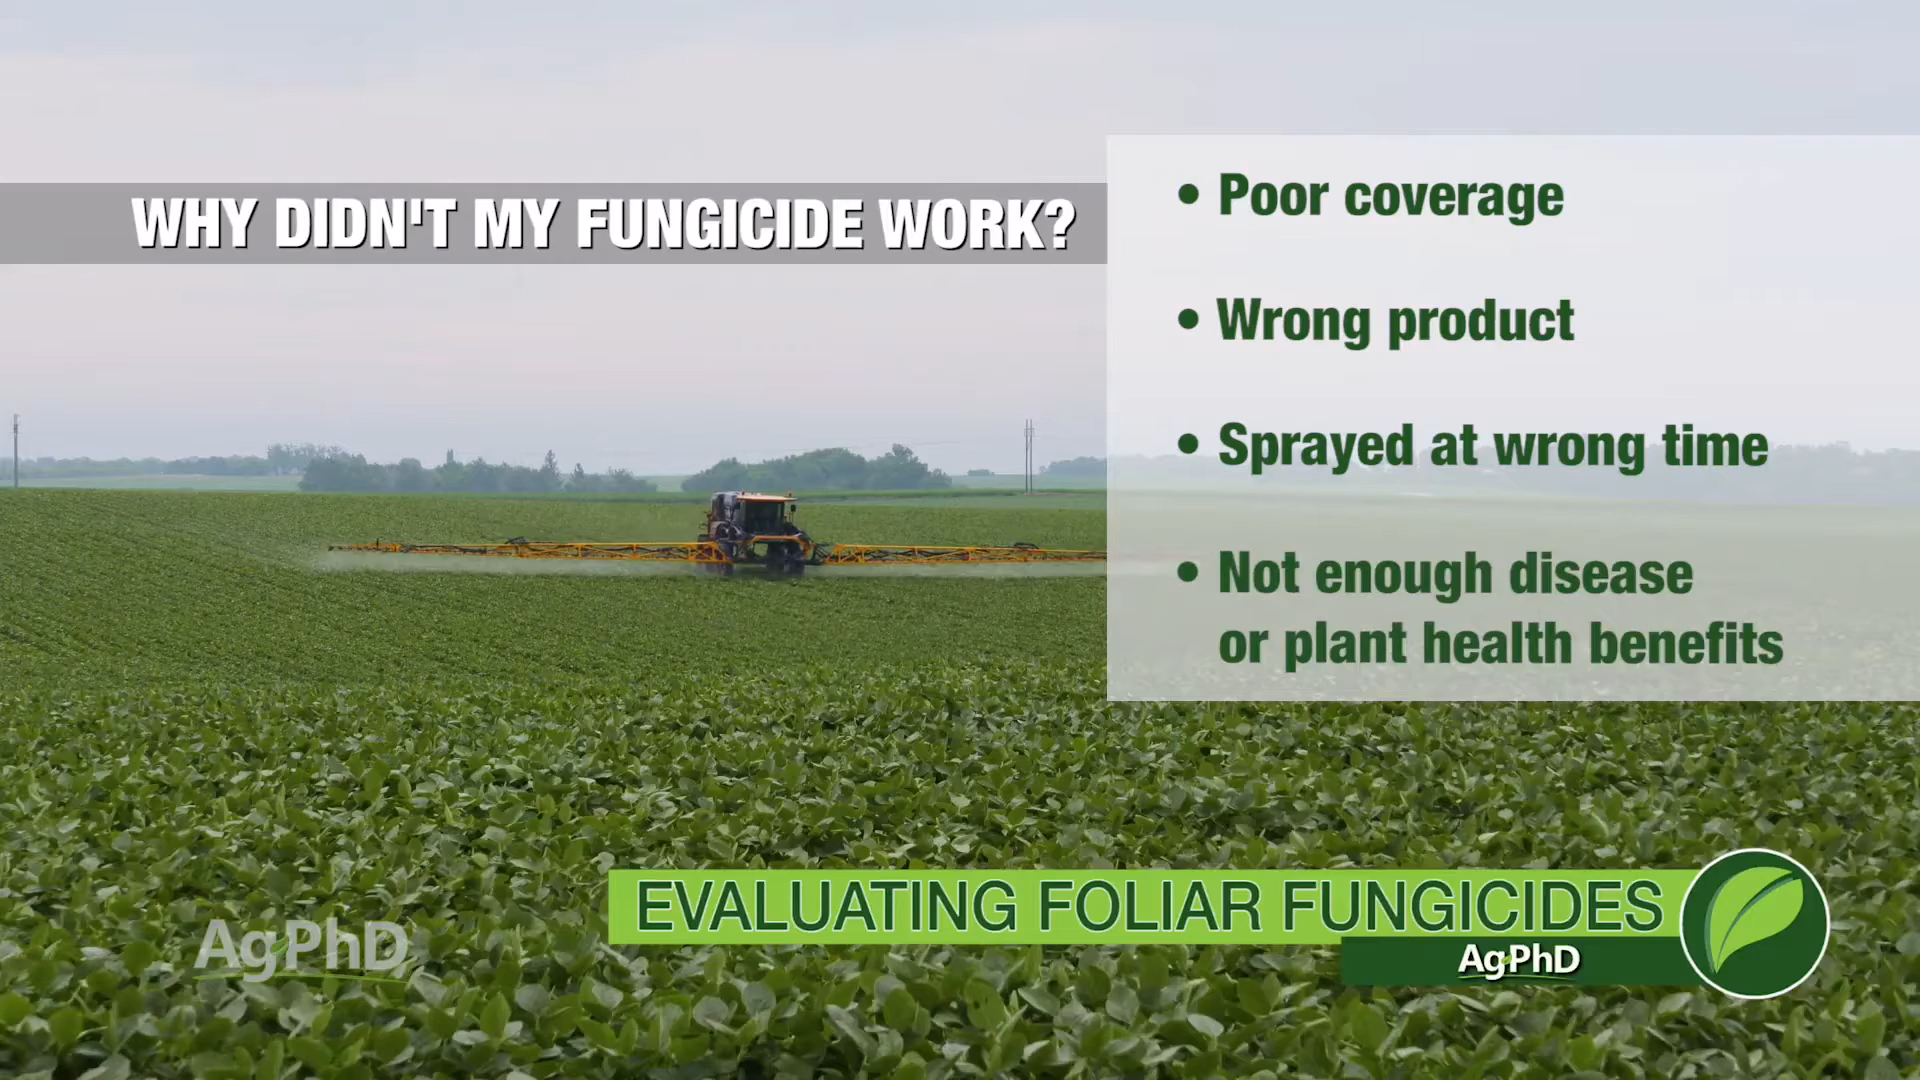 WHY DIDN'T MY FUNGICIDE WORK?
• Poor coverage
• Wrong product
• Sprayed at wrong time
• Not enough disease
or plant health benefits
EVALUATING FOLIAR FUNGICIDES
AgPhD
AgPhD